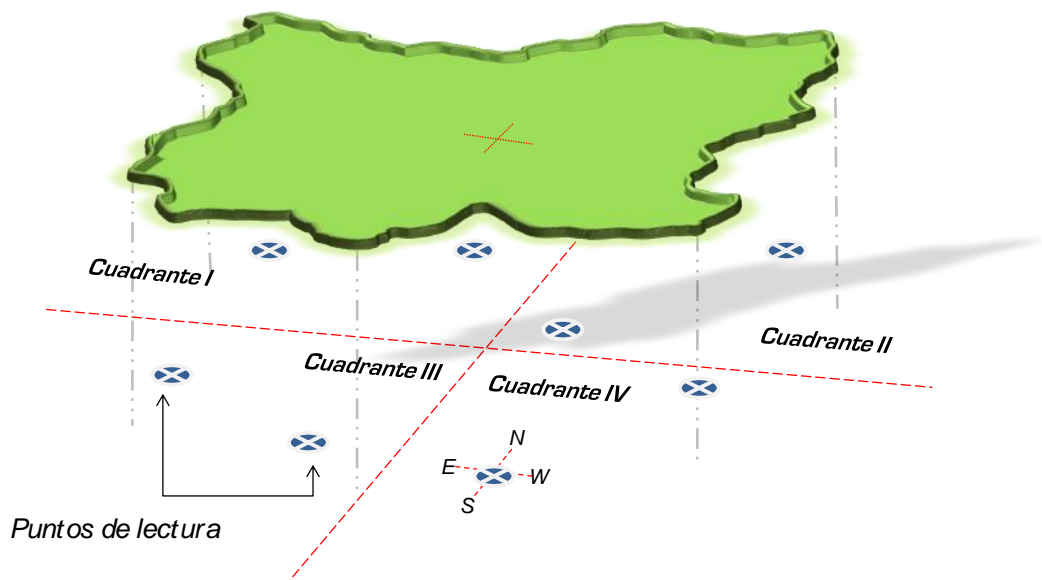 Cuadrante I
Cuadrante II
Cuadrante III
Cuadrante IV
N
E
W
S
Puntos de lectura